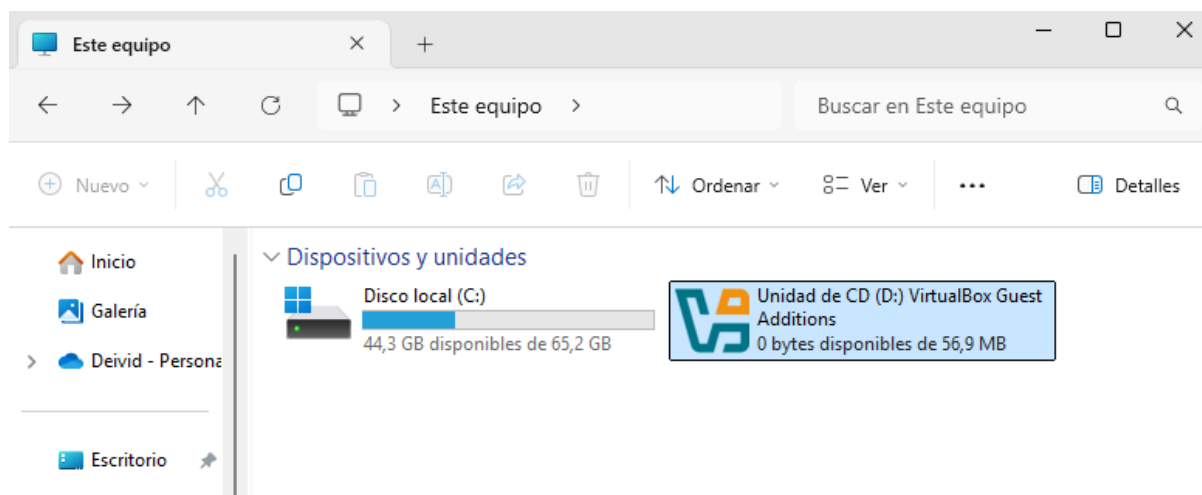 Este equipo
Este equipo
Buscar en Este equipo
Nuevo
Ordenar
Ver
Detalles
Inicio
Galería
Deivid - Persona
Escritorio
Dispositivos y unidades
Disco local (C:)
44,3 GB disponibles de 65,2 GB
Unidad de CD (D:) VirtualBox Guest
Additions
0 bytes disponibles de 56,9 MB